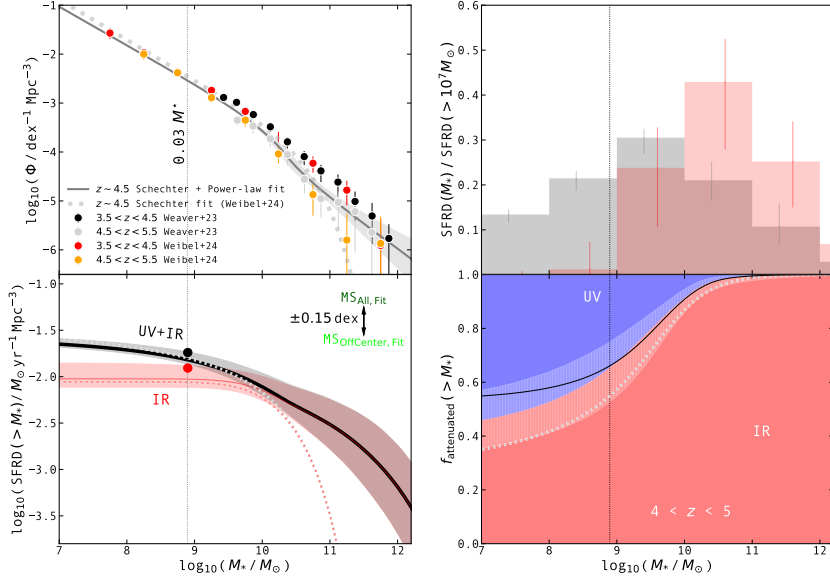 −1
−2
−3
−4
−5
−6
log₁₀(Φ / dex⁻¹ Mpc⁻³)
0.03 M*
z ∼ 4.5 Schechter + Power-law fit
z ∼ 4.5 Schechter fit (Weibel+24)
3.5 < z < 4.5 Weaver+23
4.5 < z < 5.5 Weaver+23
3.5 < z < 4.5 Weibel+24
4.5 < z < 5.5 Weibel+24
0.6
0.5
0.4
0.3
0.2
0.1
SFRD(M*) / SFRD(>10⁷M⊙)
−1.0
−1.5
−2.0
−2.5
−3.0
−3.5
log₁₀(SFRD(>M*)/M⊙ yr⁻¹ Mpc⁻³)
MS All, Fit
±0.15 dex
MS OffCenter, Fit
UV+IR
IR
7 8 9 10 11 12
log₁₀(M*/M⊙)
1.0
0.8
0.6
0.4
0.2
0.0
f attenuated(>M*)
UV
IR
4 < z < 5
7 8 9 10 11 12
log₁₀(M*/M⊙)